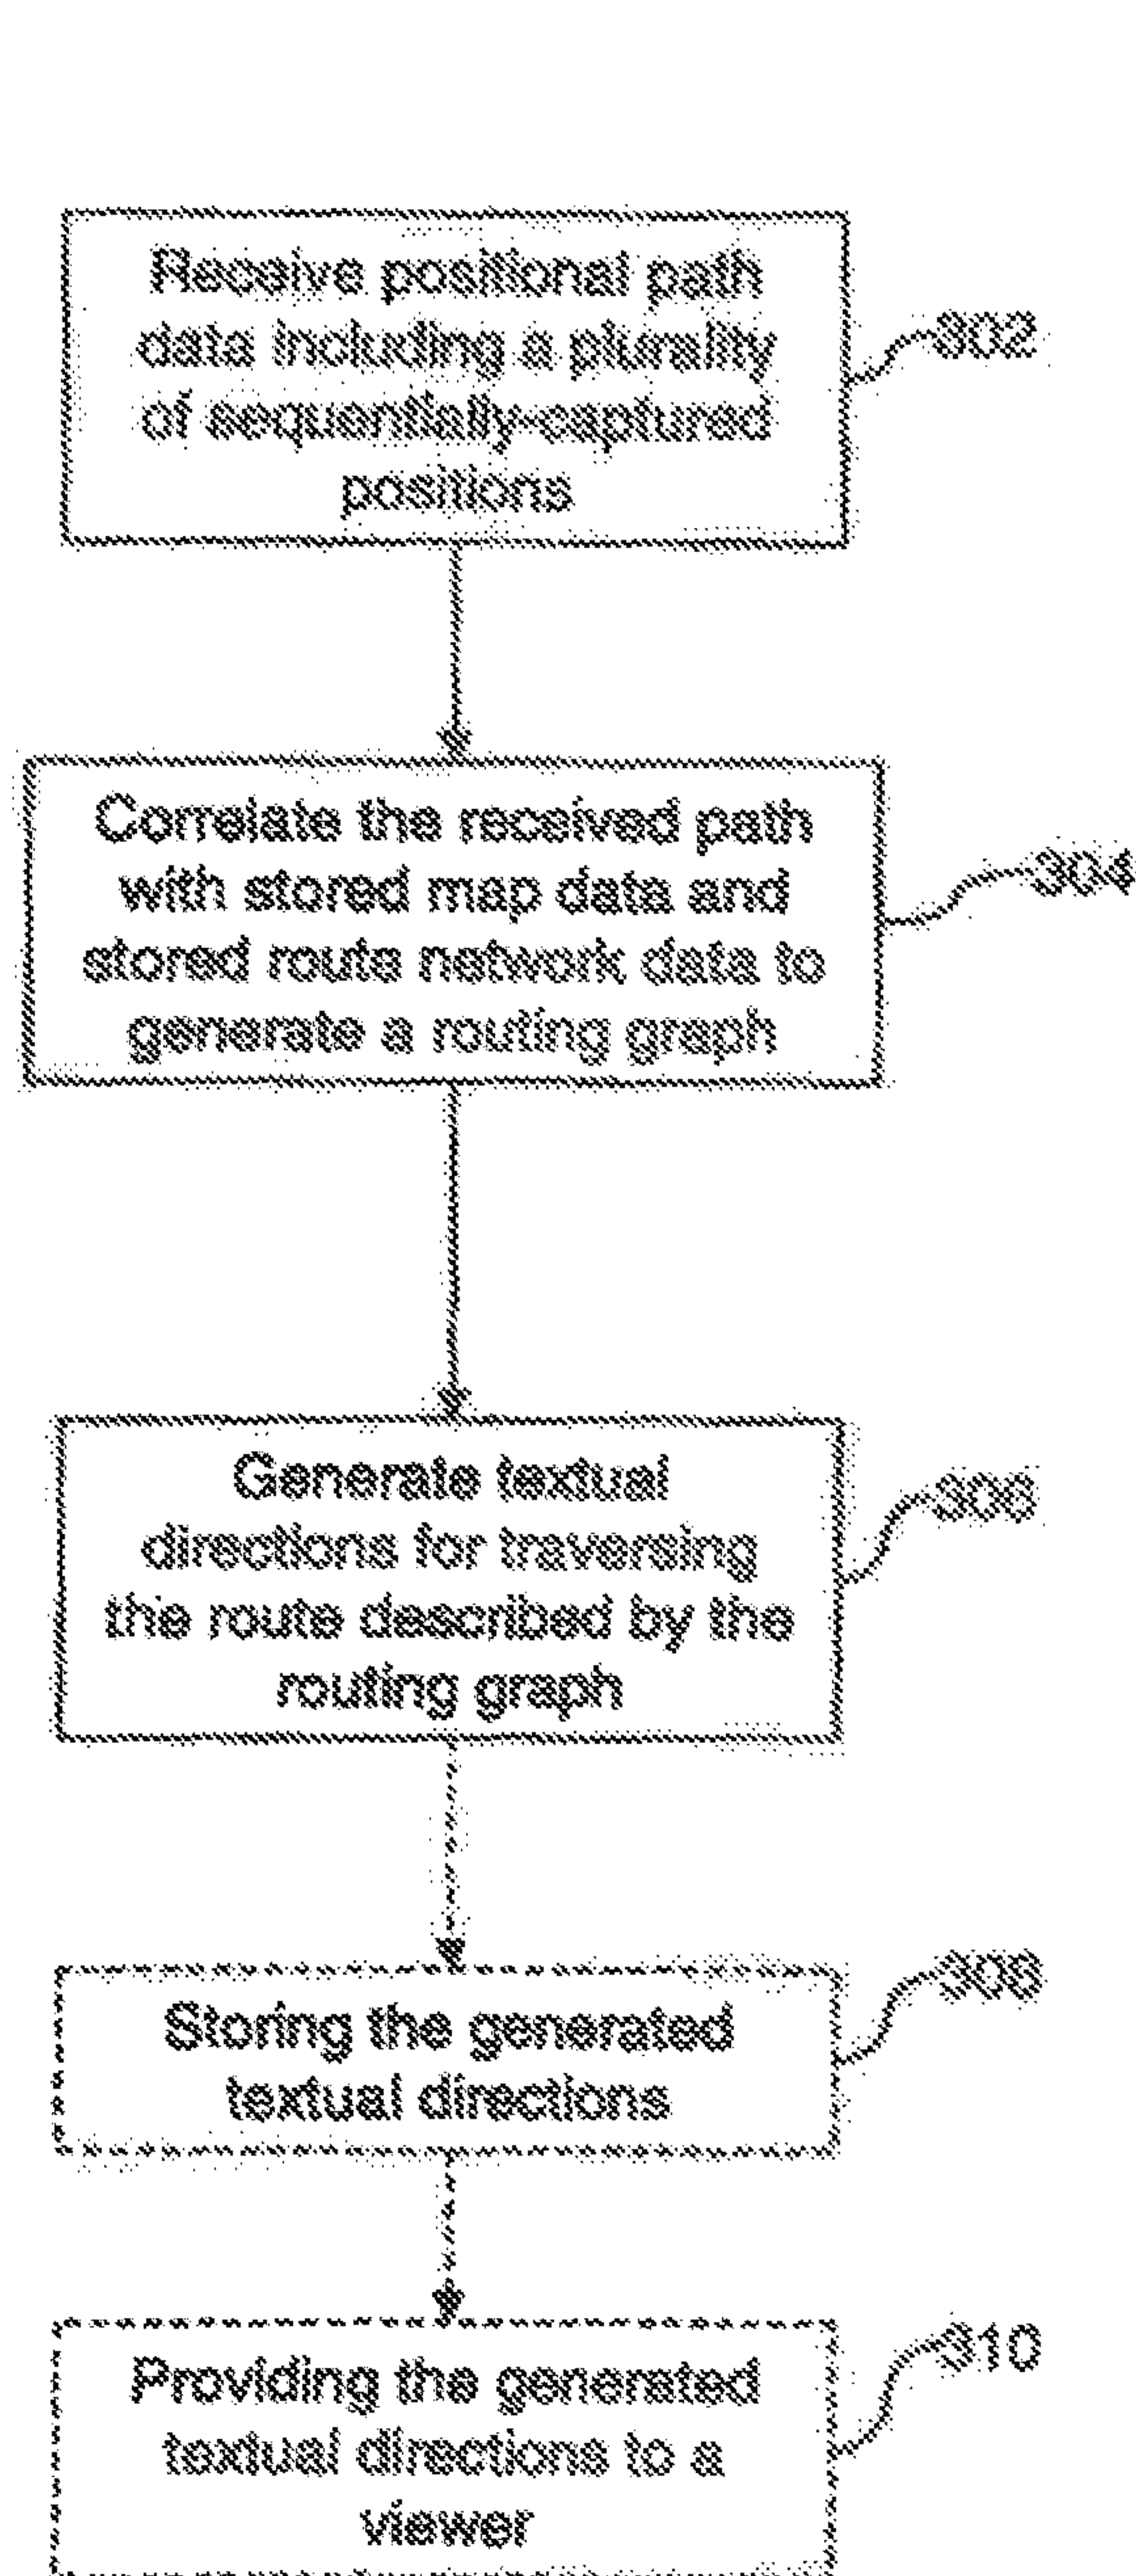 Receive positional path
data including a plurality
of sequentially-captured
positions
302
Correlate the received path
with stored map data and
stored route network data to
generate a routing graph
304
Generate textual
directions for traversing
the route described by the
routing graph
306
Storing the generated
textual directions
308
Providing the generated
textual directions to a
viewer
310